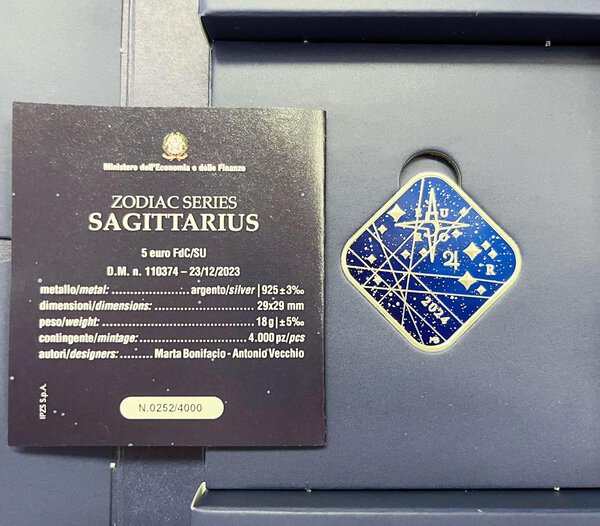 Ministero dell'Economia e delle Finanze
ZODIAC SERIES
SAGITTARIUS
5 euro FdC/SU
D.M. n. 110374 – 23/12/2023
metallo/metal: ........................ argento/silver | 925 ± 3‰
dimensioni/dimensions: ........................ 29x29 mm
peso/weight: ........................ 18 g | ± 5‰
contingente/mintage: ........................ 4.000 pz/pcs
autori/designers: .......... Marta Bonifacio - Antonio Vecchio
IPZS S.p.A.
N.0252/4000
E U
R O
R
2024